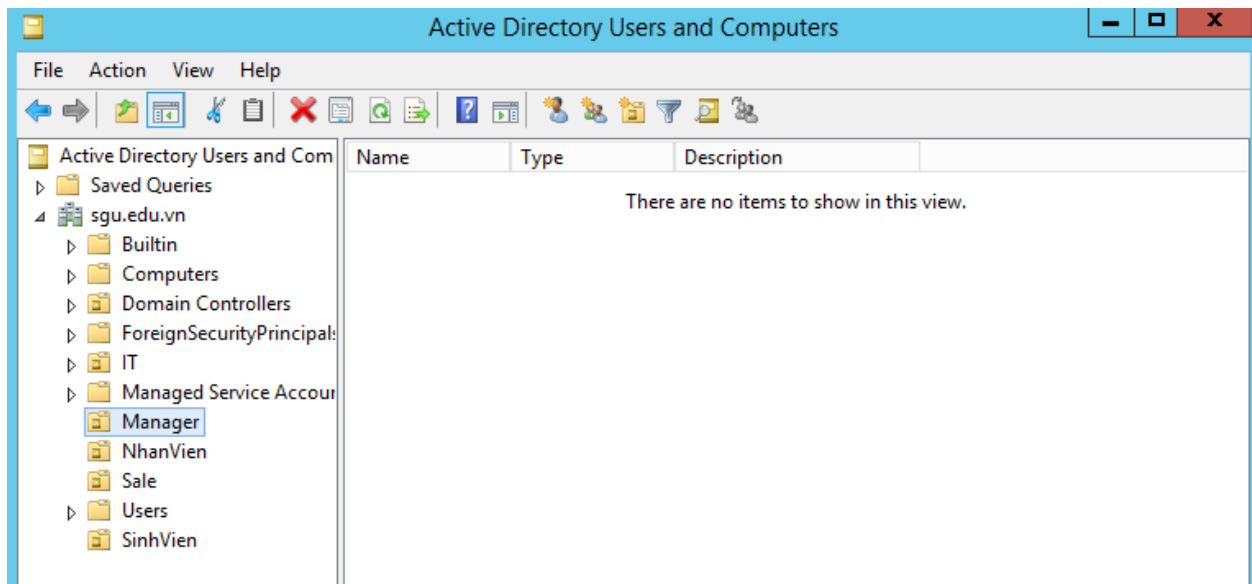 Active Directory Users and Computers
File Action View Help
Active Directory Users and Com
Name Type Description
Saved Queries
There are no items to show in this view.
sgu.edu.vn
Builtin
Computers
Domain Controllers
ForeignSecurityPrincipals
IT
Managed Service Accour
Manager
NhanVien
Sale
Users
SinhVien